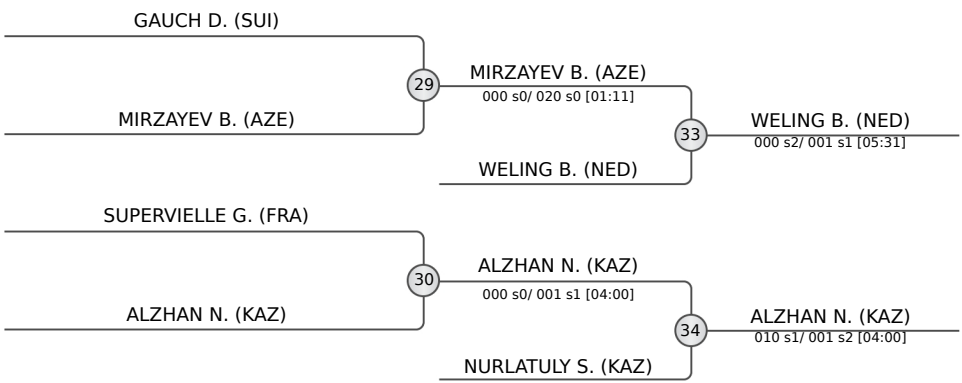 GAUCH D. (SUI)
29
MIRZAYEV B. (AZE)
000 s0/ 020 s0 [01:11]
MIRZAYEV B. (AZE)
33
WELING B. (NED)
000 s2/ 001 s1 [05:31]
WELING B. (NED)
SUPERVIELLE G. (FRA)
30
ALZHAN N. (KAZ)
000 s0/ 001 s1 [04:00]
ALZHAN N. (KAZ)
34
ALZHAN N. (KAZ)
010 s1/ 001 s2 [04:00]
NURLATULY S. (KAZ)